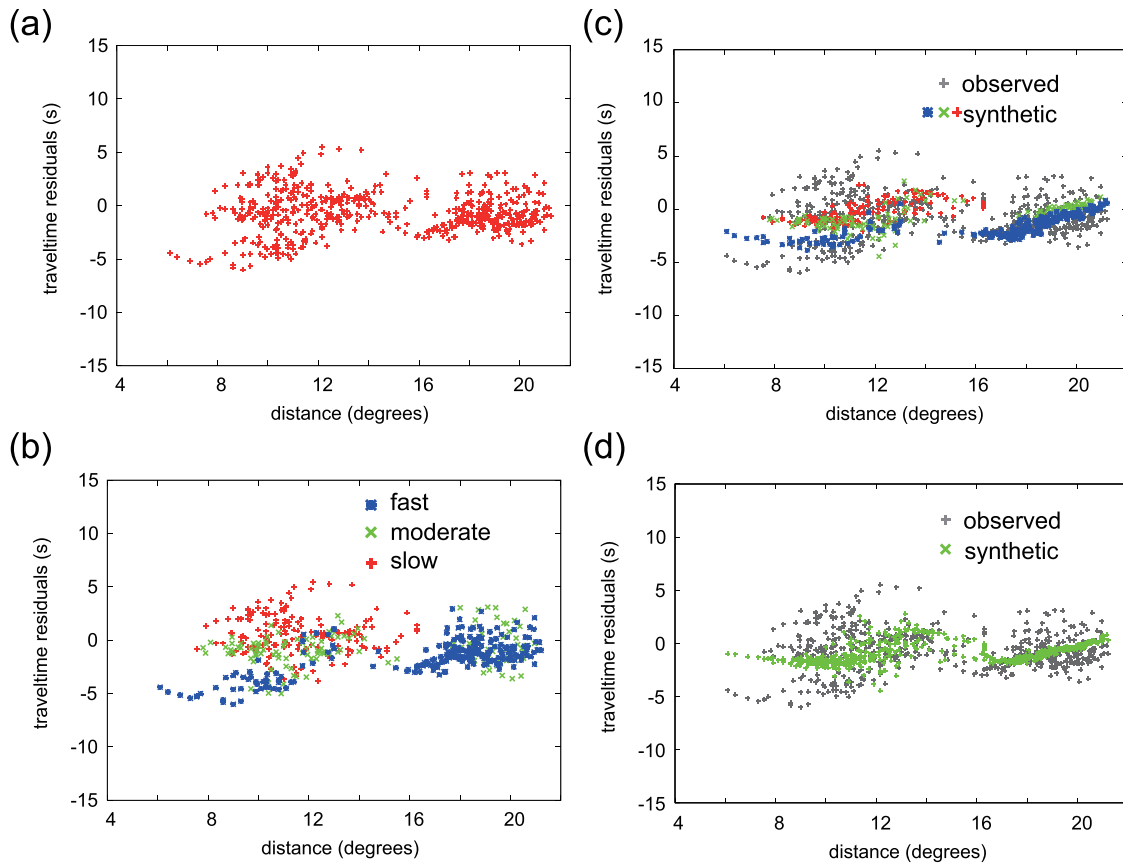 (a)
15
10
5
0
-5
-10
-15
traveltime residuals (s)
4 8 12 16 20
distance (degrees)
(c)
15
10
5
0
-5
-10
-15
traveltime residuals (s)
observed
synthetic
4 8 12 16 20
distance (degrees)
(b)
15
10
5
0
-5
-10
-15
traveltime residuals (s)
fast
moderate
slow
4 8 12 16 20
distance (degrees)
(d)
15
10
5
0
-5
-10
-15
traveltime residuals (s)
observed
synthetic
4 8 12 16 20
distance (degrees)